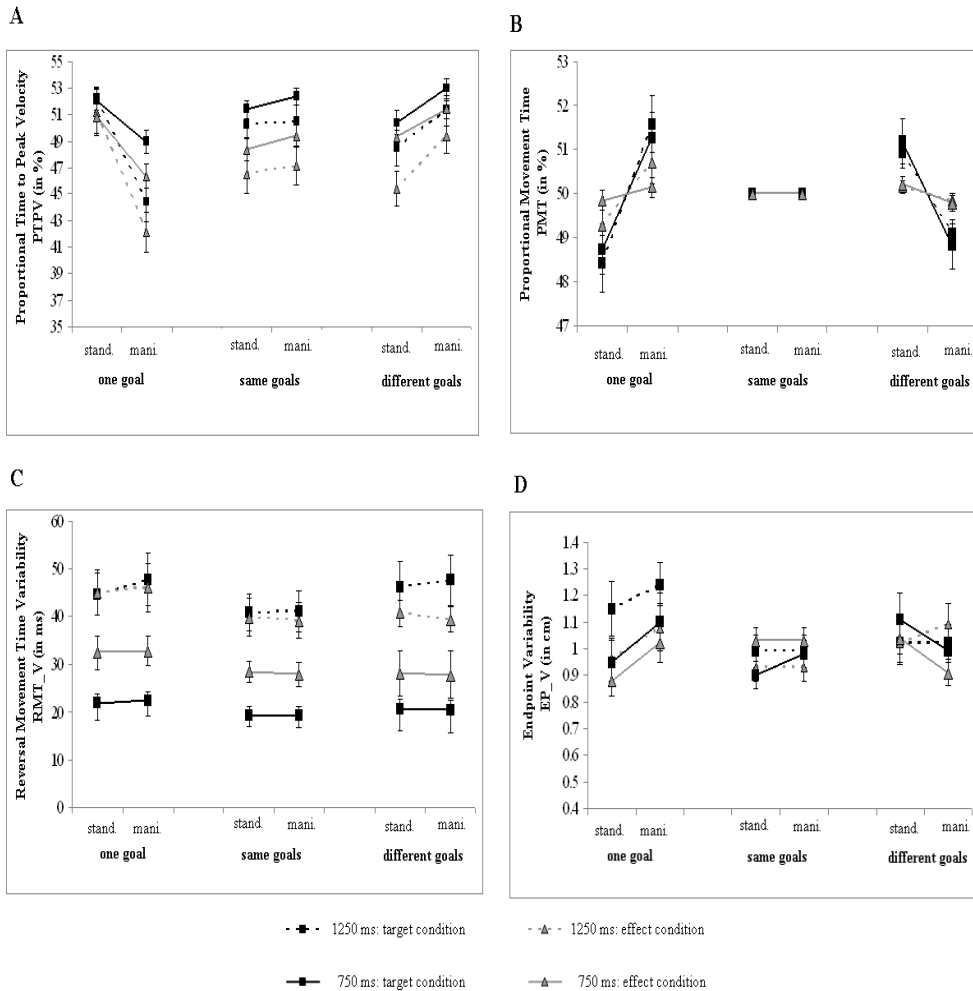 A
B
Proportional Time to Peak Velocity
PTPV (in %)
55
53
51
49
47
45
43
41
39
37
35
stand. mani. stand. mani. stand. mani.
one goal same goals different goals
Proportional Movement Time
PMT (in %)
53
52
51
50
49
48
47
stand. mani. stand. mani. stand. mani.
one goal same goals different goals
C
D
Reversal Movement Time Variability
RMT_V (in ms)
60
50
40
30
20
10
0
stand. mani. stand. mani. stand. mani.
one goal same goals different goals
Endpoint Variability
EP_V (in cm)
1.4
1.3
1.2
1.1
1
0.9
0.8
0.7
0.6
0.5
0.4
stand. mani. stand. mani. stand. mani.
one goal same goals different goals
1250 ms: target condition 1250 ms: effect condition
750 ms: target condition 750 ms: effect condition